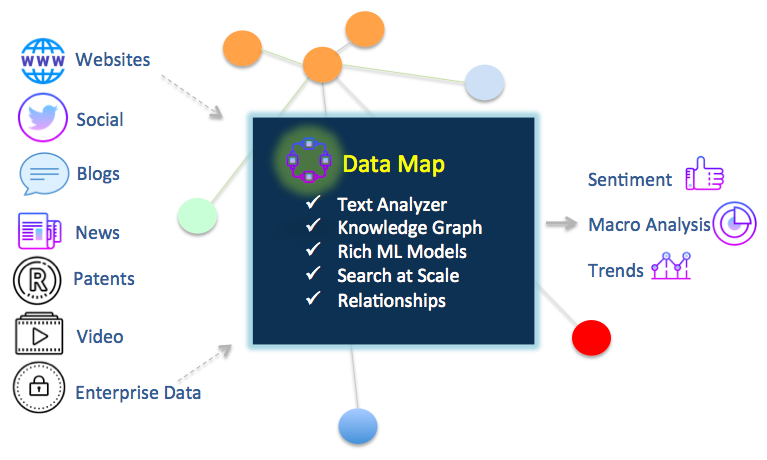 WWW
Websites
Social
Blogs
News
R
Patents
Video
Enterprise Data
Data Map
✓ Text Analyzer
✓ Knowledge Graph
✓ Rich ML Models
✓ Search at Scale
✓ Relationships
Sentiment
Macro Analysis
Trends